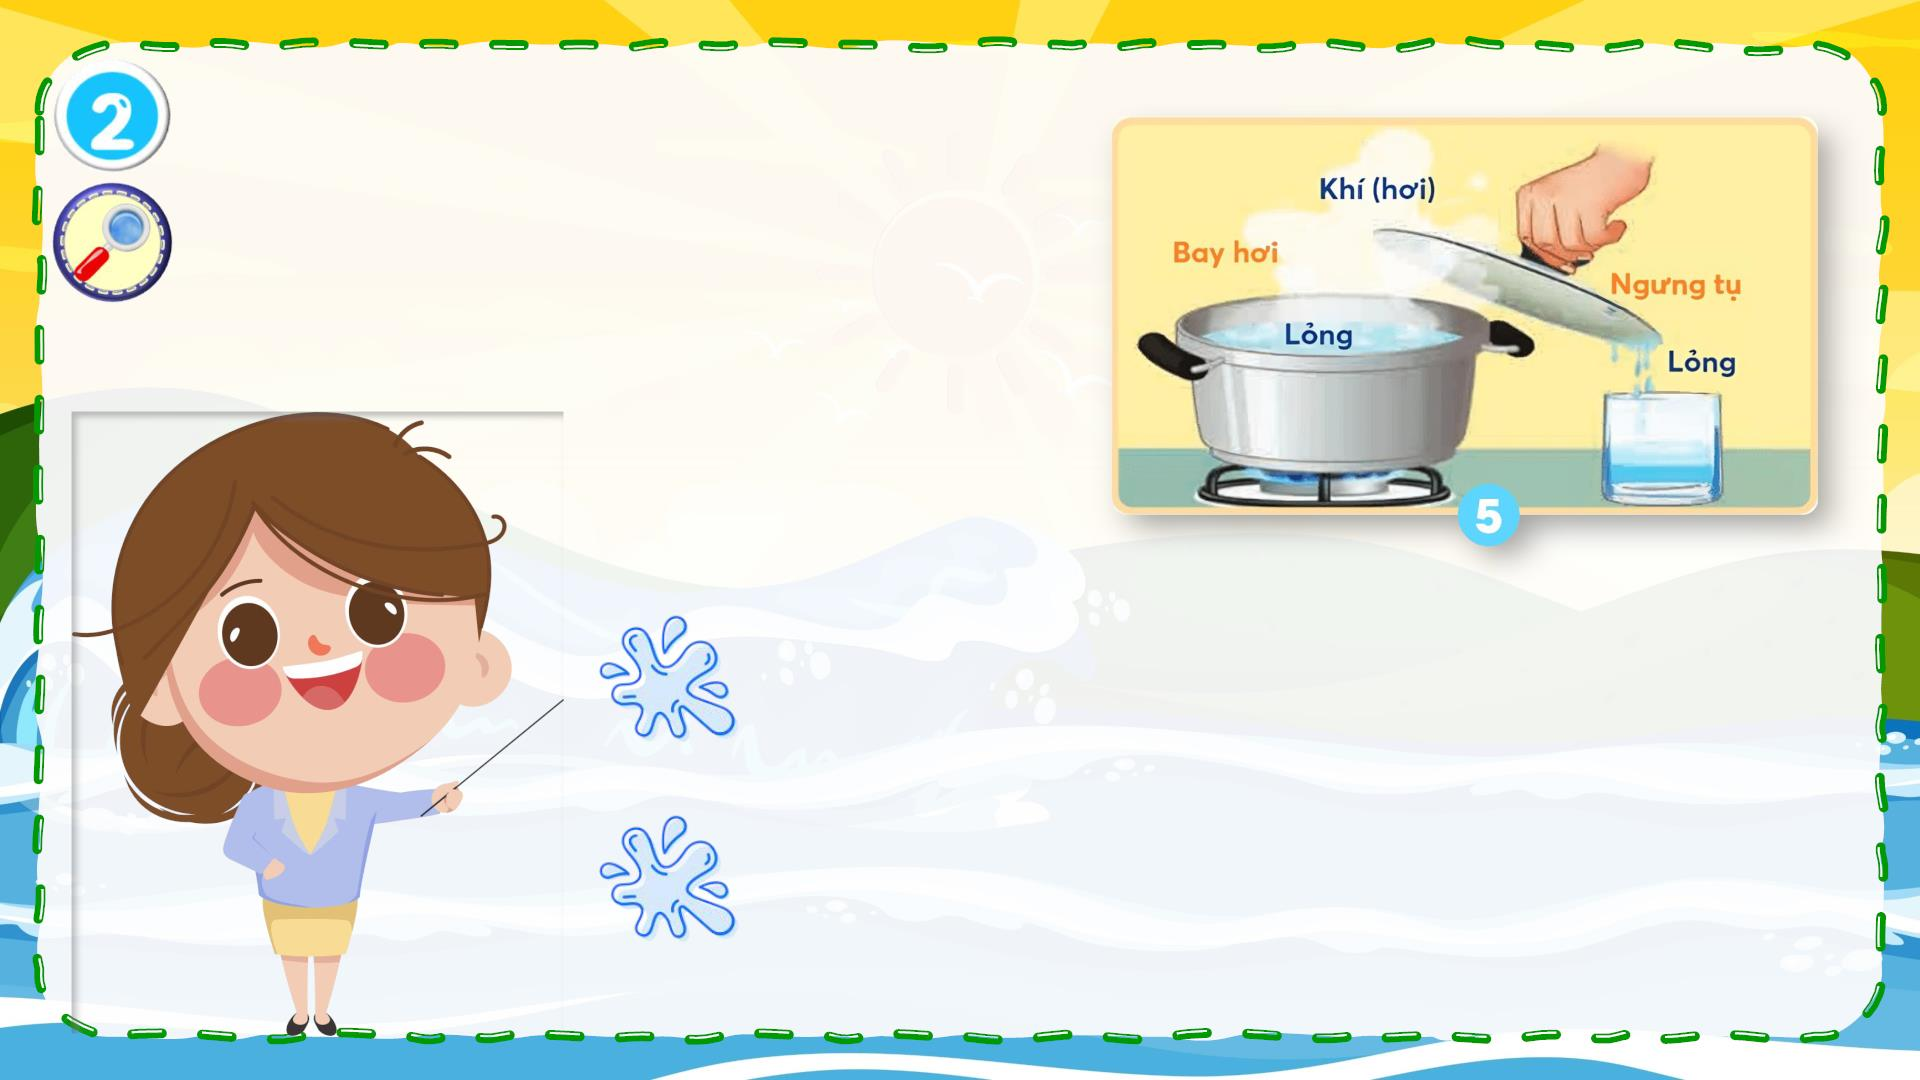 2
Khí (hơi)
Bay hơi
Ngưng tụ
Lỏng
Lỏng
5